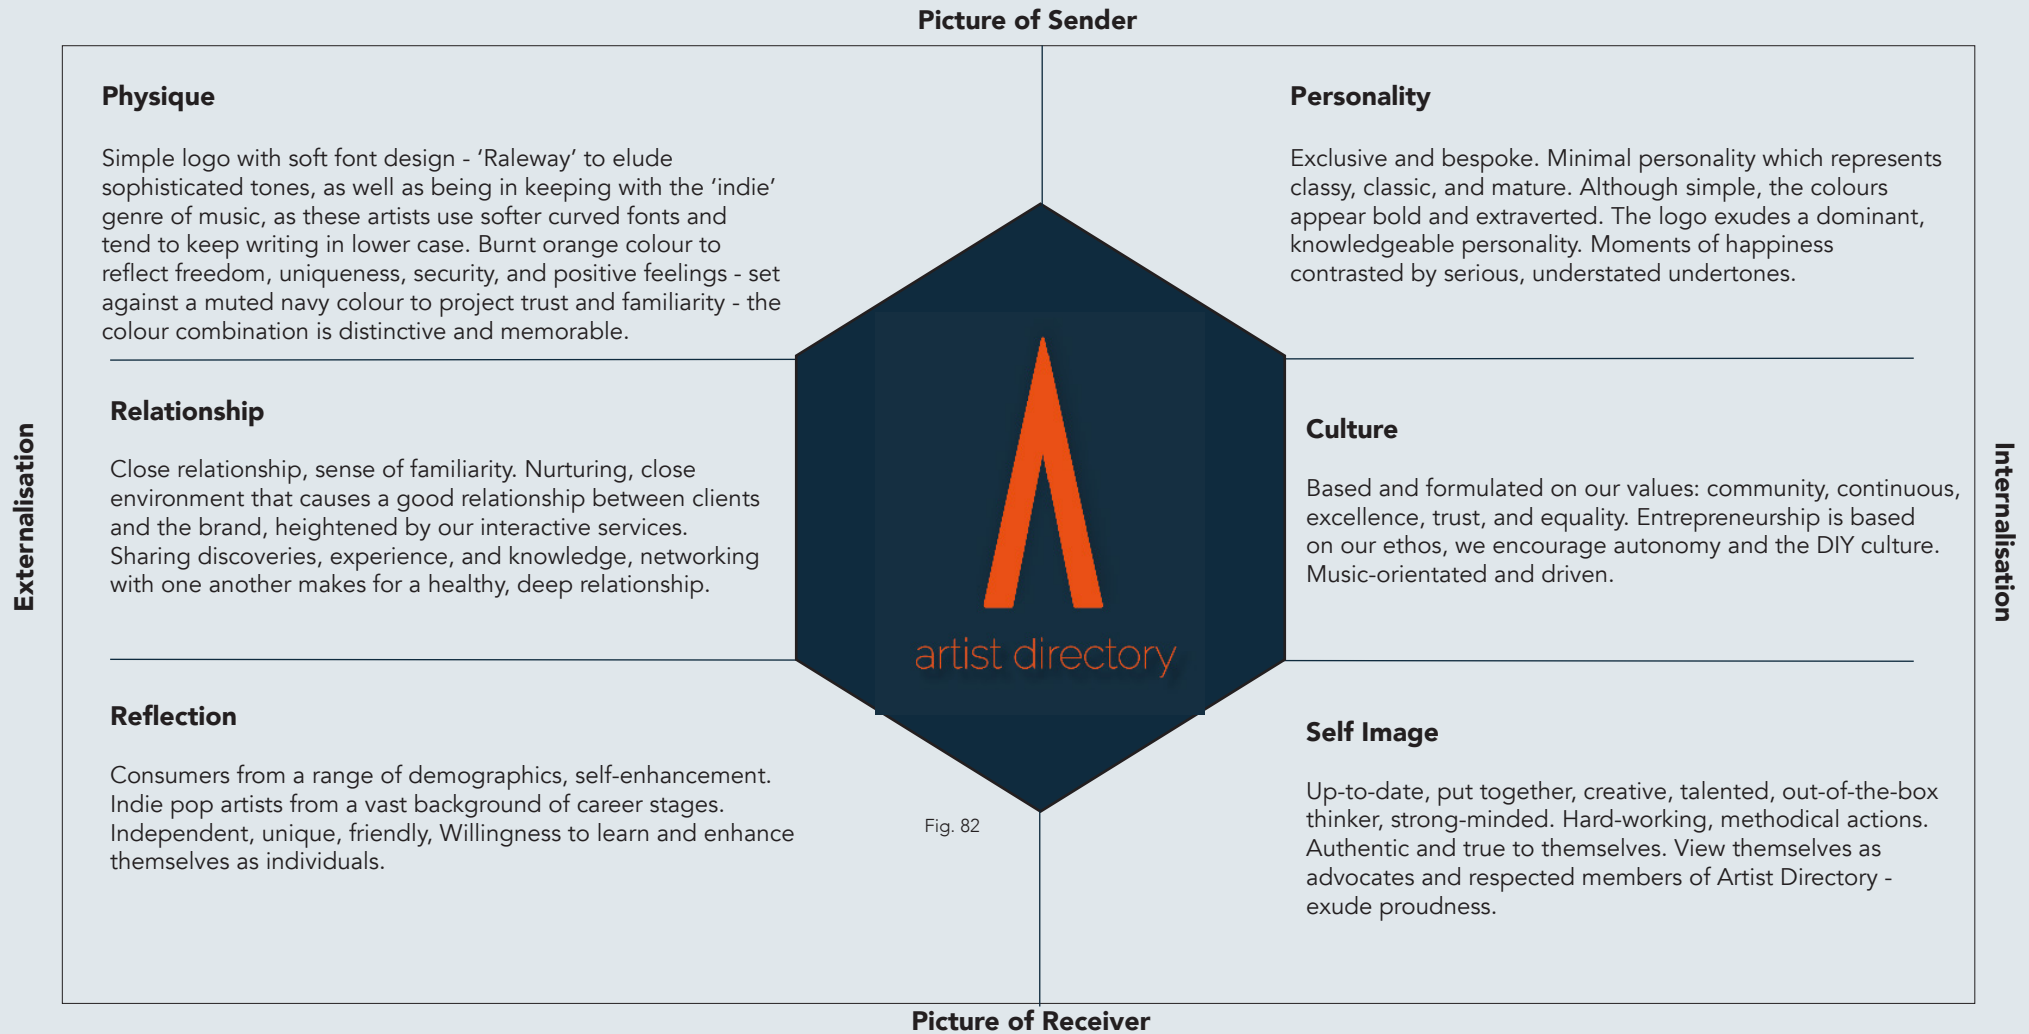 Picture of Sender
Physique
Simple logo with soft font design - ‘Raleway’ to elude
sophisticated tones, as well as being in keeping with the ‘indie’
genre of music, as these artists use softer curved fonts and
tend to keep writing in lower case. Burnt orange colour to
reflect freedom, uniqueness, security, and positive feelings - set
against a muted navy colour to project trust and familiarity - the
colour combination is distinctive and memorable.
Personality
Exclusive and bespoke. Minimal personality which represents
classy, classic, and mature. Although simple, the colours
appear bold and extraverted. The logo exudes a dominant,
knowledgeable personality. Moments of happiness
contrasted by serious, understated undertones.
Externalisation
Relationship
Close relationship, sense of familiarity. Nurturing, close
environment that causes a good relationship between clients
and the brand, heightened by our interactive services.
Sharing discoveries, experience, and knowledge, networking
with one another makes for a healthy, deep relationship.
artist directory
Culture
Based and formulated on our values: community, continuous,
excellence, trust, and equality. Entrepreneurship is based
on our ethos, we encourage autonomy and the DIY culture.
Music-orientated and driven.
Internalisation
Reflection
Consumers from a range of demographics, self-enhancement.
Indie pop artists from a vast background of career stages.
Independent, unique, friendly, Willingness to learn and enhance
themselves as individuals.
Fig. 82
Self Image
Up-to-date, put together, creative, talented, out-of-the-box
thinker, strong-minded. Hard-working, methodical actions.
Authentic and true to themselves. View themselves as
advocates and respected members of Artist Directory -
exude proudness.
Picture of Receiver